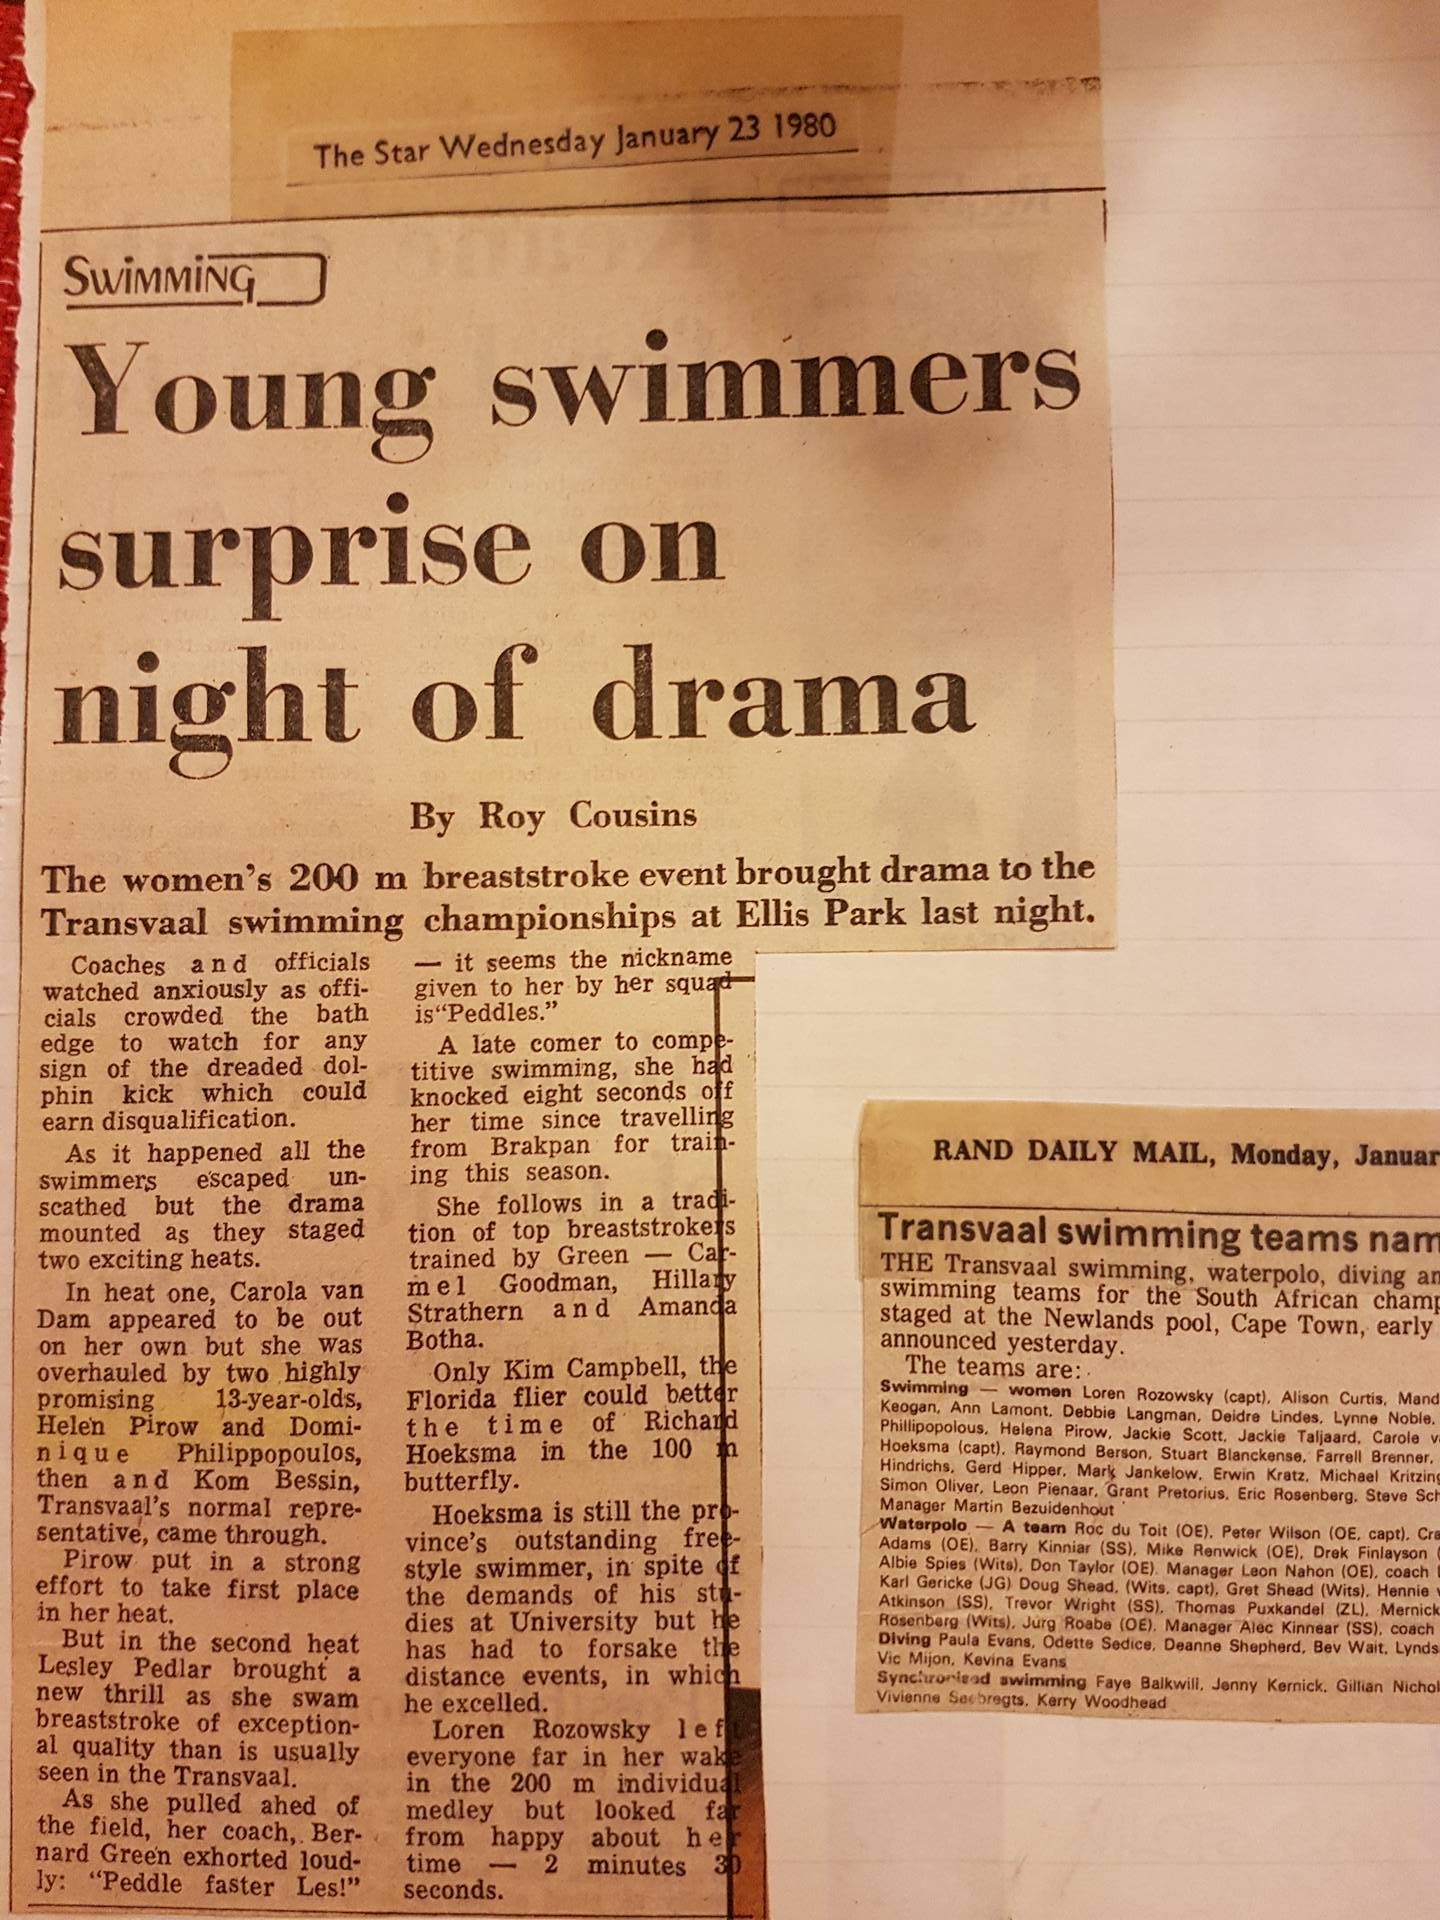 The Star Wednesday January 23 1980
Swimming
Young swimmers
surprise on
night of drama
By Roy Cousins
The women's 200 m breaststroke event brought drama to the
Transvaal swimming championships at Ellis Park last night.
Coaches and officials
watched anxiously as offi-
cials crowded the bath
edge to watch for any
sign of the dreaded dol-
phin kick which could
earn disqualification.
As it happened all the
swimmers escaped un-
scathed but the drama
mounted as they staged
two exciting heats.
In heat one, Carola van
Dam appeared to be out
on her own but she was
overhauled by two highly
promising 13-year-olds,
Helen Pirow and Domi-
nique Philippopoulos,
then and Kom Bessin,
Transvaal's normal repre-
sentative, came through.
Pirow put in a strong
effort to take first place
in her heat.
But in the second heat
Lesley Pedlar brought a
new thrill as she swam
breaststroke of exception-
al quality than is usually
seen in the Transvaal.
As she pulled ahed of
the field, her coach, Ber-
nard Green exhorted loud-
ly: "Peddle faster Les!"
— it seems the nickname
given to her by her squad
is "Peddles."
A late comer to compe-
titive swimming, she had
knocked eight seconds off
her time since travelling
from Brakpan for train-
ing this season.
She follows in a tradi-
tion of top breaststrokers
trained by Green — Car-
mel Goodman, Hillary
Strathern and Amanda
Botha.
Only Kim Campbell, the
Florida flier could better
the time of Richard
Hoeksma in the 100 m
butterfly.
Hoeksma is still the pro-
vince's outstanding free-
style swimmer, in spite of
the demands of his stu-
dies at University but he
has had to forsake the
distance events, in which
he excelled.
Loren Rozowsky left
everyone far in her wake
in the 200 m individual
medley but looked far
from happy about her
time — 2 minutes 30
seconds.
RAND DAILY MAIL, Monday, Januar
Transvaal swimming teams nam
THE Transvaal swimming, waterpolo, diving an
swimming teams for the South African champ
staged at the Newlands pool, Cape Town, early
announced yesterday.
The teams are:
Swimming — women Loren Rozowsky (capt), Alison Curtis, Mand
Keogan, Ann Lamont, Debbie Langman, Deidre Lindes, Lynne Noble,
Phillipopolous, Helena Pirow, Jackie Scott, Jackie Taljaard, Carole v
Hoeksma (capt), Raymond Berson, Stuart Blanckense, Farrell Brenner,
Hindrichs, Gerd Hipper, Mark Jankelow, Erwin Kratz, Michael Kritzing
Simon Oliver, Leon Pienaar, Grant Pretorius, Eric Rosenberg, Steve Sch
Manager Martin Bezuidenhout
Waterpolo — A team Roc du Toit (OE), Peter Wilson (OE, capt), Cra
Adams (OE), Barry Kinniar (SS), Mike Renwick (OE), Drek Finlayson (
Albie Spies (Wits), Don Taylor (OE). Manager Leon Nahon (OE), coach
Karl Gericke (JG) Doug Shead, (Wits, capt), Gret Shead (Wits), Hennie
Atkinson (SS), Trevor Wright (SS), Thomas Puxkandel (ZL), Mernick
Rosenberg (Wits), Jurg Roabe (OE). Manager Alec Kinnear (SS), coach
Diving Paula Evans, Odette Sedice, Deanne Shepherd, Bev Wait, Lynds
Vic Mijon, Kevina Evans
Synchronised swimming Faye Balkwill, Jenny Kernick, Gillian Nichol
Vivienne Seebregts, Kerry Woodhead